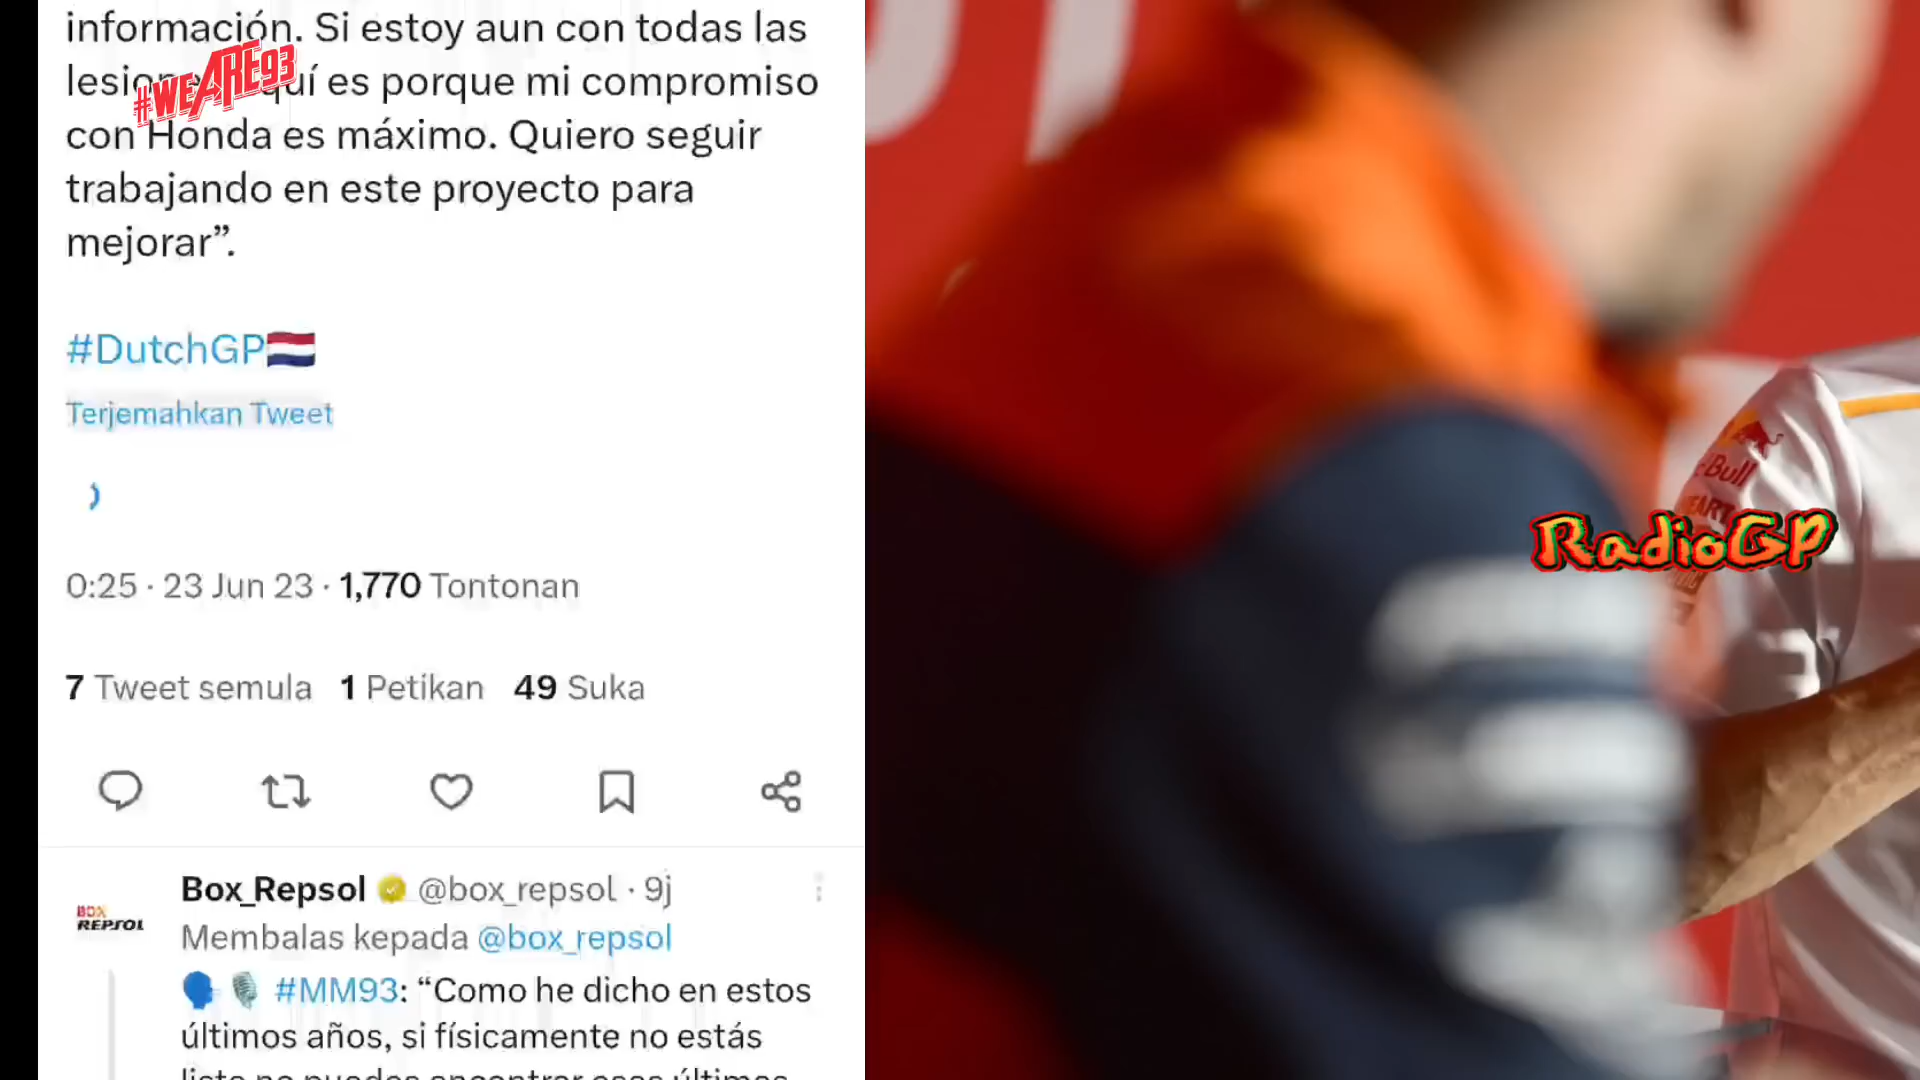 información. Si estoy aun con todas las
#WEARE93
es porque mi compromiso
con Honda es máximo. Quiero seguir
trabajando en este proyecto para
mejorar”.
#DutchGP🇳🇱
Terjemahkan Tweet
0:25 · 23 Jun 23 · 1,770 Tontonan
7 Tweet semula 1 Petikan 49 Suka
Box_Repsol @box_repsol · 9j
BOX
REPSOL
Membalas kepada @box_repsol
🗣️🎙️ #MM93: “Como he dicho en estos
últimos años, si físicamente no estás
Bull
RadioGP